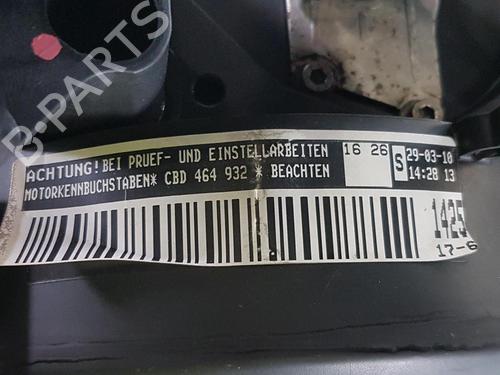 B-PARTS
ACHTUNG! BEI PRUEF- UND EINSTELLARBEITEN
MOTORKENNBUCHSTABEN* CBD 464 932 * BEACHTEN
16 26
S
29-03-10
14:28 13
1425
17-6